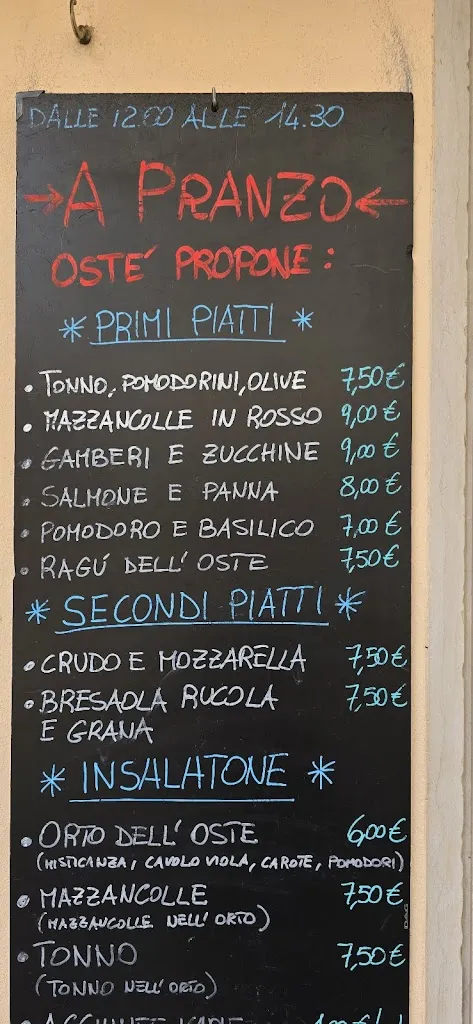 DALLE 12.00 ALLE 14.30
→A PRANZO←
OSTE' PROPONE:
* PRIMI PIATTI *
• TONNO, POMODORINI, OLIVE 7,50€
• MAZZANCOLLE IN ROSSO 9,00€
• GAMBERI E ZUCCHINE 9,00€
• SALMONE E PANNA 8,00€
• POMODORO E BASILICO 7,00€
• RAGÚ DELL'OSTE 7,50€
* SECONDI PIATTI *
• CRUDO E MOZZARELLA 7,50€
• BRESAOLA RUCOLA 7,50€
E GRANA
* INSALATONE *
• ORTO DELL'OSTE 6,00€
(MISTICANZA, CAVOLO VIOLA, CAROTE, POMODORI)
• MAZZANCOLLE 7,50€
(MAZZANCOLLE NELL'ORTO)
• TONNO 7,50€
(TONNO NELL'ORTO)